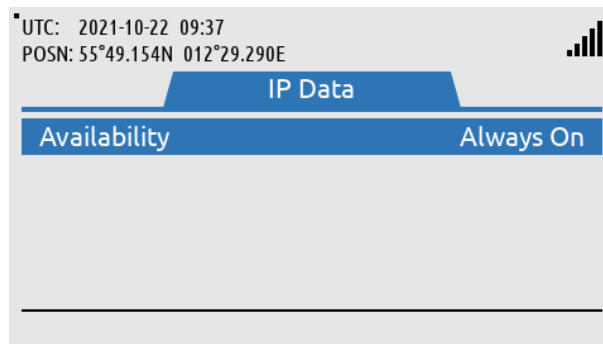 UTC: 2021-10-22 09:37
POSN: 55°49.154N 012°29.290E
IP Data
Availability Always On